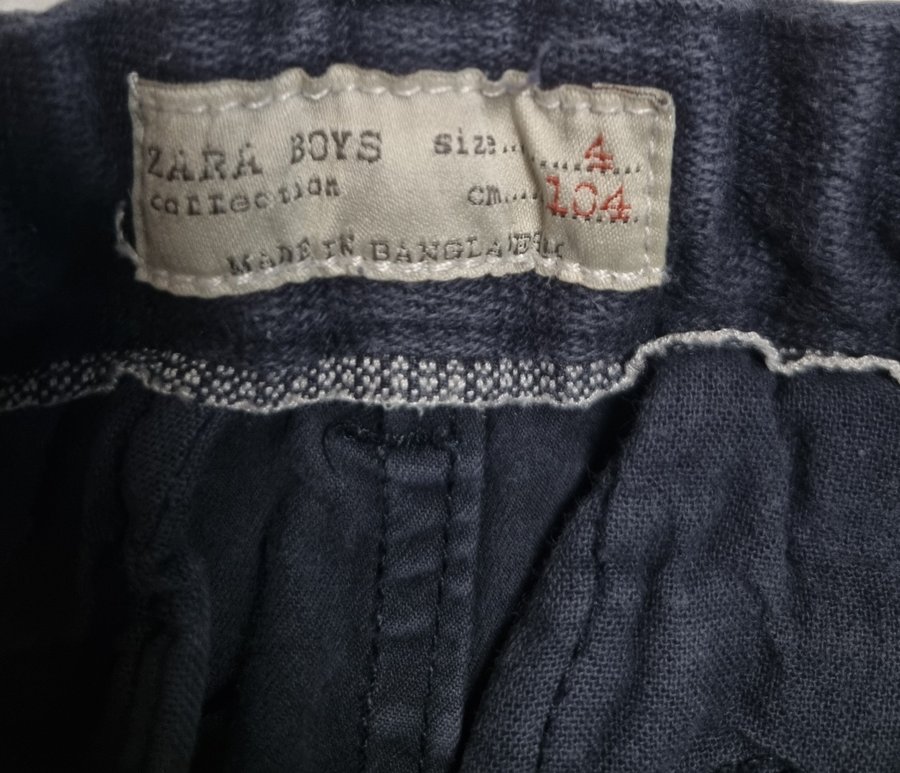 ZARA BOYS size.........4...
collection cm....104
MADE IN BANGLADESH